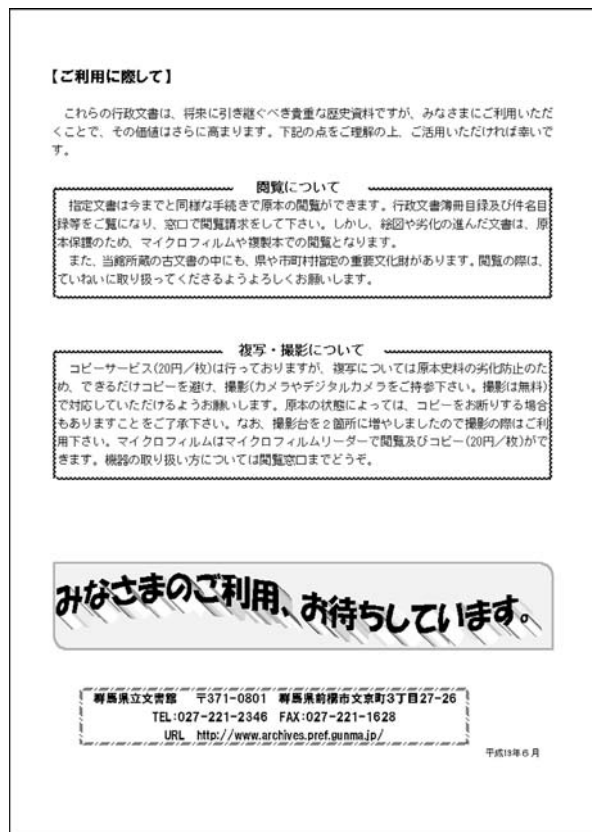 【ご利用に際して】
これらの行政文書は、将来に引き継ぐべき貴重な歴史資料ですが、みなさまにご利用いただ
くことで、その価値はさらに高まります。下記の点をご理解の上、ご活用いただければ幸いで
す。
閲覧について
指定文書は今までと同様な手続きで原本の閲覧ができます。行政文書簿冊目録及び件名目
録等をご覧になり、窓口で閲覧請求をして下さい。しかし、絵図や劣化の進んだ文書は、原
本保護のため、マイクロフィルムや複製本での閲覧となります。
また、当館所蔵の古文書の中にも、県や市町村指定の重要文化財があります。閲覧の際は、
ていねいに取り扱ってくださるようよろしくお願いします。
複写・撮影について
コピーサービス(20円／枚)は行っておりますが、複写については原本史料の劣化防止のた
め、できるだけコピーを避け、撮影(カメラやデジタルカメラをご持参下さい。撮影は無料)
で対応していただけるようお願いします。原本の状態によっては、コピーをお断りする場合
もありますことをご了承下さい。なお、撮影台を２箇所に増やしましたので撮影の際はご利
用下さい。マイクロフィルムはマイクロフィルムリーダーで閲覧及びコピー(20円／枚)がで
きます。機器の取り扱い方については閲覧窓口までどうぞ。
みなさまのご利用、お待ちしています。
群馬県立文書館　〒371-0801　群馬県前橋市文京町3丁目27-26
TEL:027-221-2346　FAX:027-221-1628
URL　http://www.archives.pref.gunma.jp/
平成19年６月